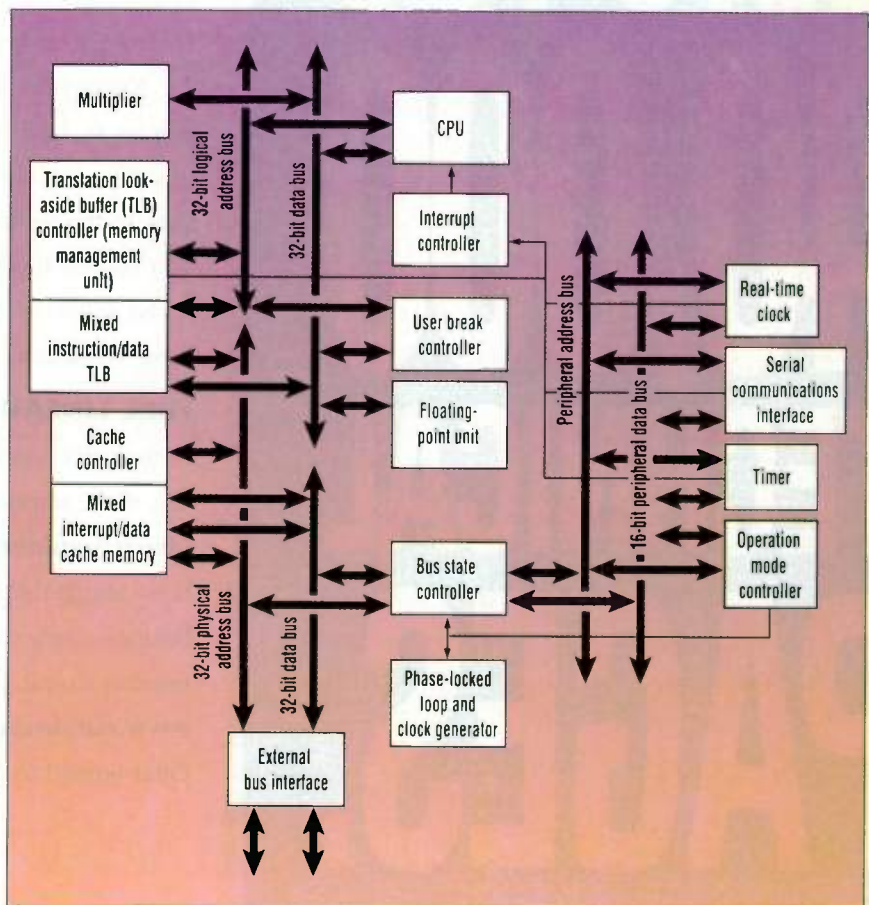 Multiplier
CPU
32-bit logical
address bus
32-bit data bus
Translation look-
aside buffer (TLB)
controller (memory
management
unit)
Interrupt
controller
Mixed
instruction/data
TLB
User break
controller
Floating-
point unit
Cache
controller
Mixed
interrupt/data
cache memory
32-bit physical
address bus
32-bit data bus
Bus state
controller
Phase-locked
loop and
clock generator
External
bus interface
Peripheral address bus
16-bit peripheral data bus
Real-time
clock
Serial
communications
interface
Timer
Operation
mode
controller